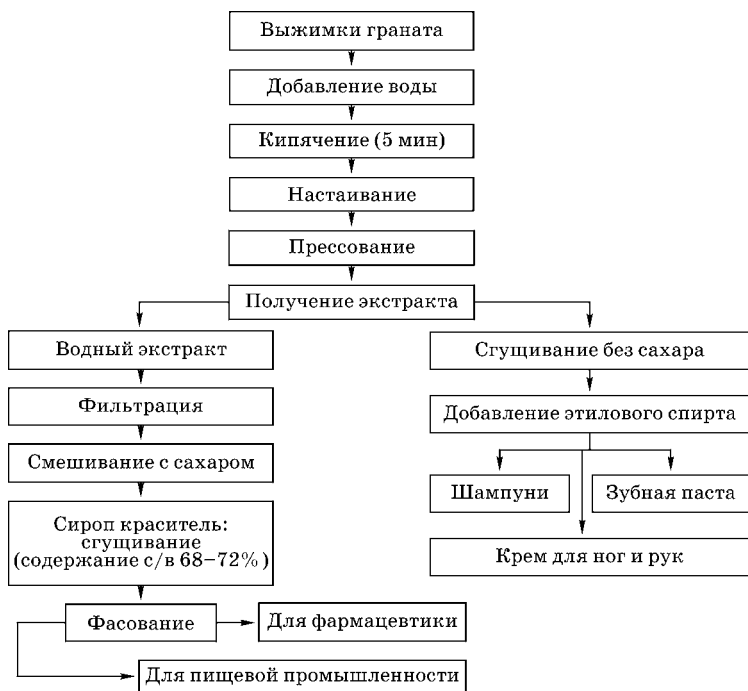 Выжимки граната
Добавление воды
Кипячение (5 мин)
Настаивание
Прессование
Получение экстракта
Водный экстракт
Фильтрация
Смешивание с сахаром
Сироп краситель:
сгущивание
(содержание с/в 68–72%)
Фасование
Для фармацевтики
Для пищевой промышленности
Сгущивание без сахара
Добавление этилового спирта
Шампуни
Зубная паста
Крем для ног и рук